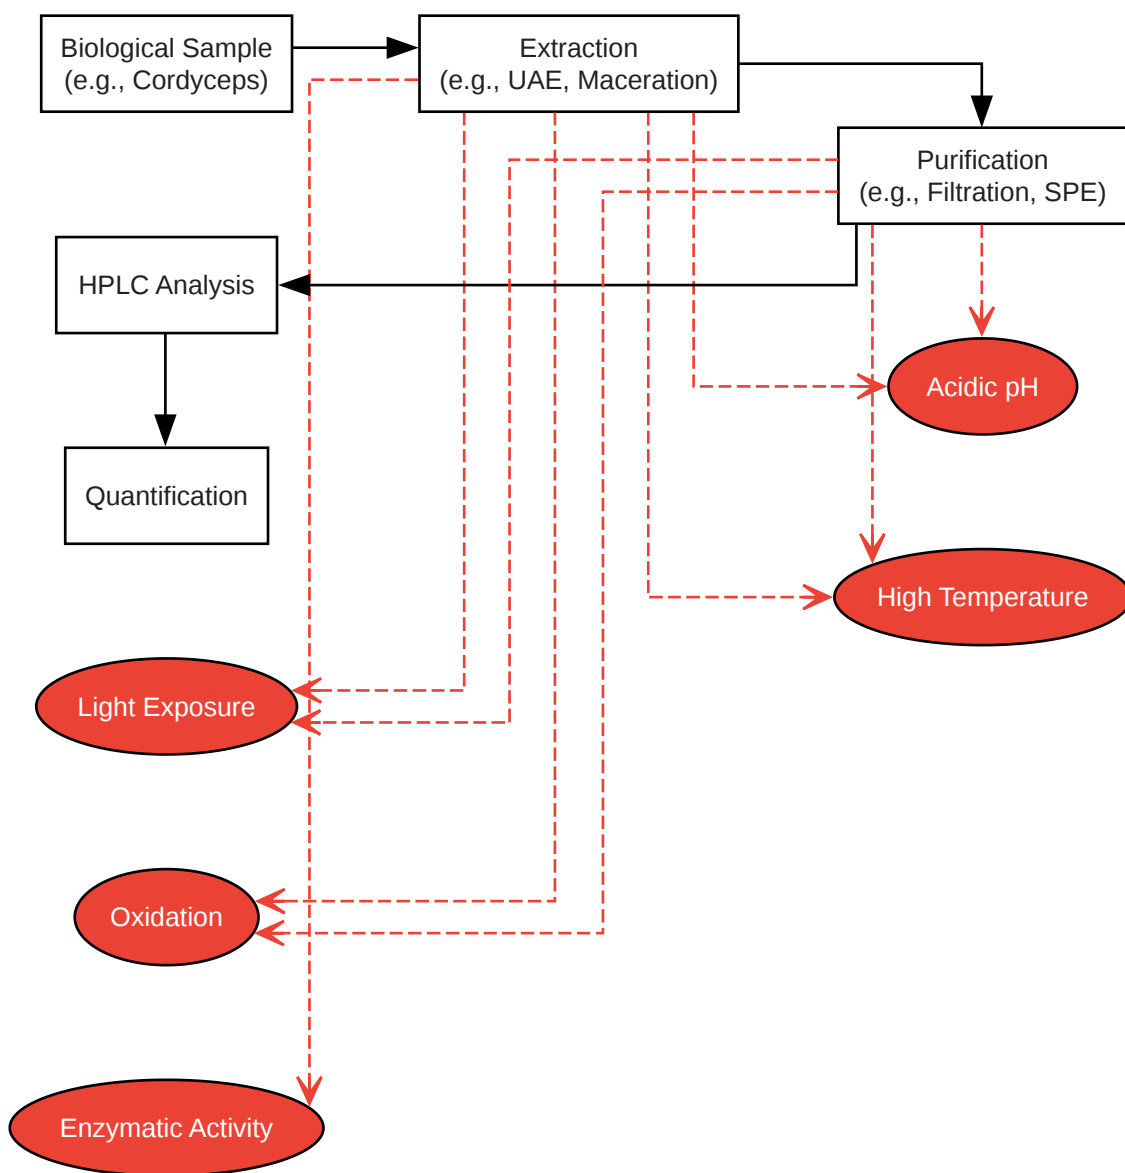 Biological Sample
(e.g., Cordyceps)
Extraction
(e.g., UAE, Maceration)
Purification
(e.g., Filtration, SPE)
HPLC Analysis
Acidic pH
Quantification
High Temperature
Light Exposure
Oxidation
Enzymatic Activity